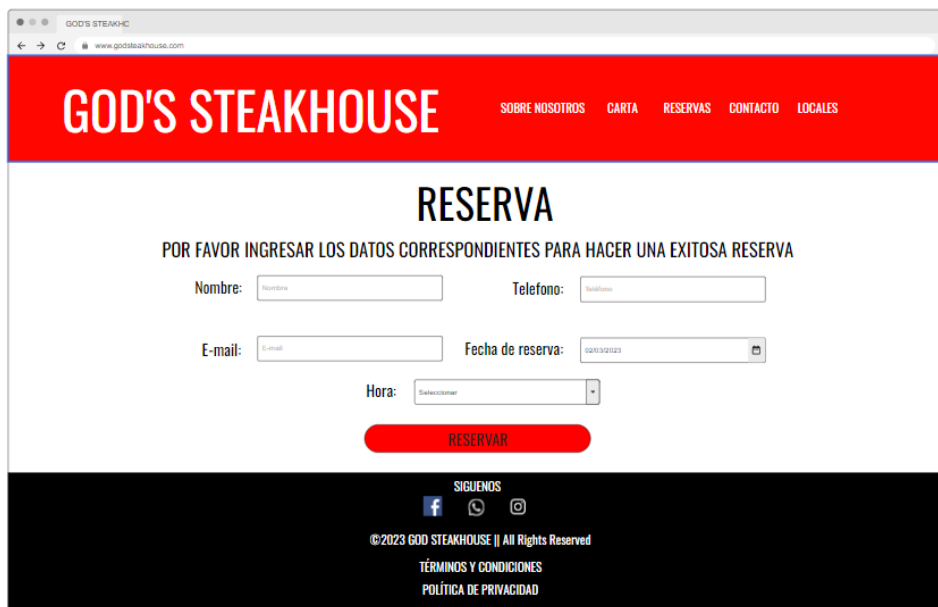 GOD'S STEAKHC
www.godsteakhouse.com
GOD'S STEAKHOUSE
SOBRE NOSOTROS CARTA RESERVAS CONTACTO LOCALES
RESERVA
POR FAVOR INGRESAR LOS DATOS CORRESPONDIENTES PARA HACER UNA EXITOSA RESERVA
Nombre: Nombre Telefono: Teléfono
E-mail: E-mail Fecha de reserva: 02/03/2023
Hora: Seleccionar
RESERVAR
SIGUENOS
©2023 GOD STEAKHOUSE || All Rights Reserved
TÉRMINOS Y CONDICIONES
POLÍTICA DE PRIVACIDAD